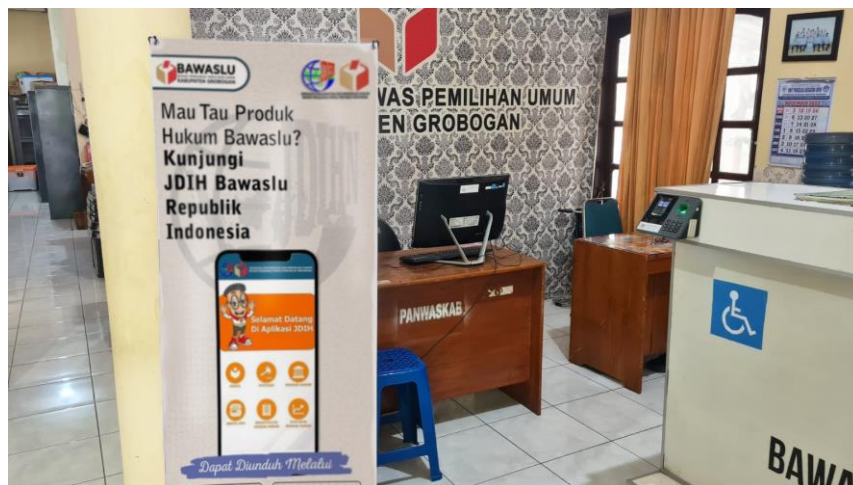 BAWASLU
KABUPATEN GROBOGAN
Mau Tau Produk
Hukum Bawaslu?
Kunjungi
JDIH Bawaslu
Republik
Indonesia
Selamat Datang
Di Aplikasi JDIH
Dapat Diunduh Melalui
WAS PEMILIHAN UMUM
EN GROBOGAN
PANWASKAB.
BAWA